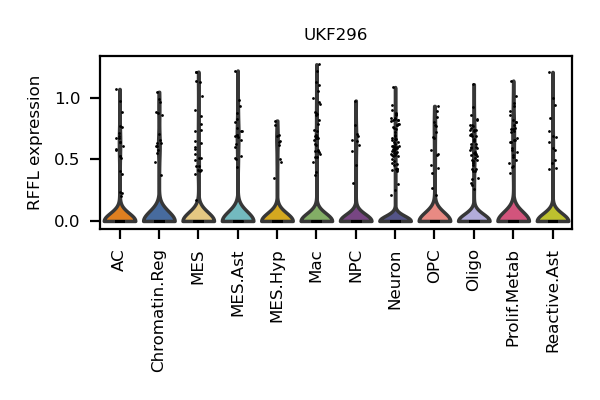 UKF296
RFFL expression
1.0
0.5
0.0
AC
Chromatin.Reg
MES
MES.Ast
MES.Hyp
Mac
NPC
Neuron
OPC
Oligo
Prolif.Metab
Reactive.Ast